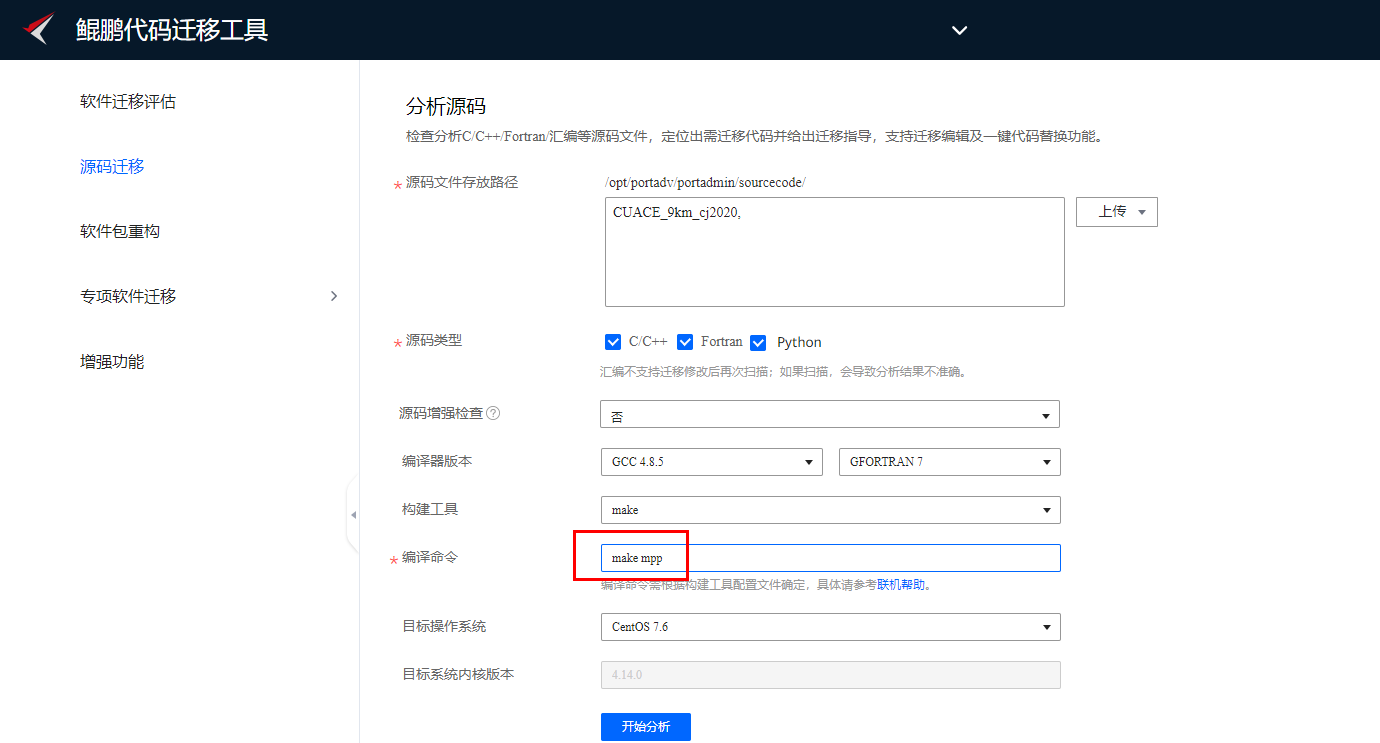 鲲鹏代码迁移工具
软件迁移评估
源码迁移
软件包重构
专项软件迁移
增强功能
分析源码
检查分析C/C++/Fortran/汇编等源码文件，定位出需迁移代码并给出迁移指导，支持迁移编辑及一键代码替换功能。
* 源码文件存放路径 /opt/portadv/portadmin/sourcecode/
CUACE_9km_cj2020, 上传
* 源码类型 C/C++ Fortran Python
汇编不支持迁移修改后再次扫描；如果扫描，会导致分析结果不准确。
源码增强检查 ? 否
编译器版本 GCC 4.8.5 GFORTRAN 7
构建工具 make
* 编译命令 make mpp
编译命令需根据构建工具配置文件确定，具体请参考联机帮助。
目标操作系统 CentOS 7.6
目标系统内核版本 4.14.0
开始分析